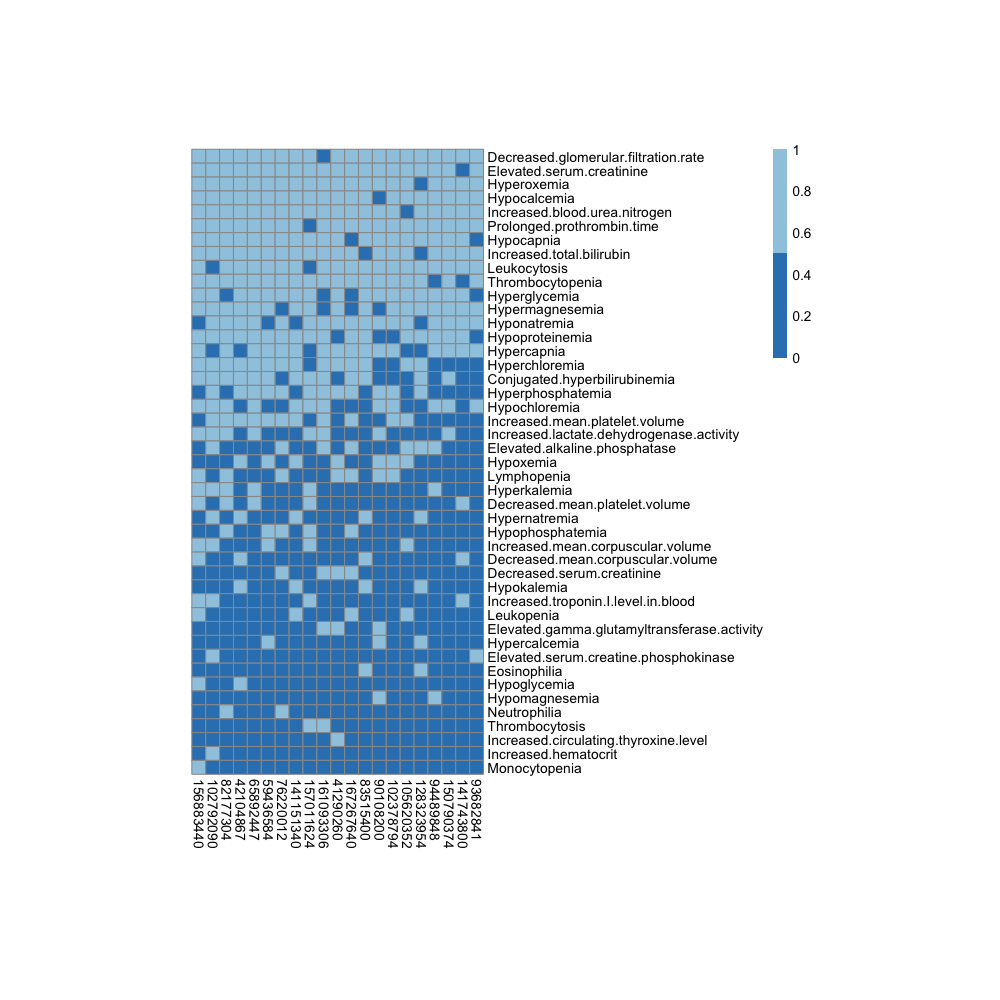 1
Decreased.glomerular.filtration.rate
Elevated.serum.creatinine
0.8
Hyperoxemia
Hypocalcemia
Increased.blood.urea.nitrogen
Prolonged.prothrombin.time
0.6
Hypocapnia
Increased.total.bilirubin
Leukocytosis
0.4
Thrombocytopenia
Hyperglycemia
Hypermagnesemia
0.2
Hyponatremia
Hypoproteinemia
Hypercapnia
0
Hyperchloremia
Conjugated.hyperbilirubinemia
Hyperphosphatemia
Hypochloremia
Increased.mean.platelet.volume
Increased.lactate.dehydrogenase.activity
Elevated.alkaline.phosphatase
Hypoxemia
Lymphopenia
Hyperkalemia
Decreased.mean.platelet.volume
Hypernatremia
Hypophosphatemia
Increased.mean.corpuscular.volume
Decreased.mean.corpuscular.volume
Decreased.serum.creatinine
Hypokalemia
Increased.troponin.I.level.in.blood
Leukopenia
Elevated.gamma.glutamyltransferase.activity
Hypercalcemia
Elevated.serum.creatine.phosphokinase
Eosinophilia
Hypoglycemia
Hypomagnesemia
Neutrophilia
Thrombocytosis
Increased.circulating.thyroxine.level
Increased.hematocrit
Monocytopenia
156883440
102792090
82177304
42104867
65892447
59436584
76220012
141151340
157011624
161093306
41290260
167267640
83515400
90108200
102378794
105620352
128323954
94489848
150790374
141743800
93682841